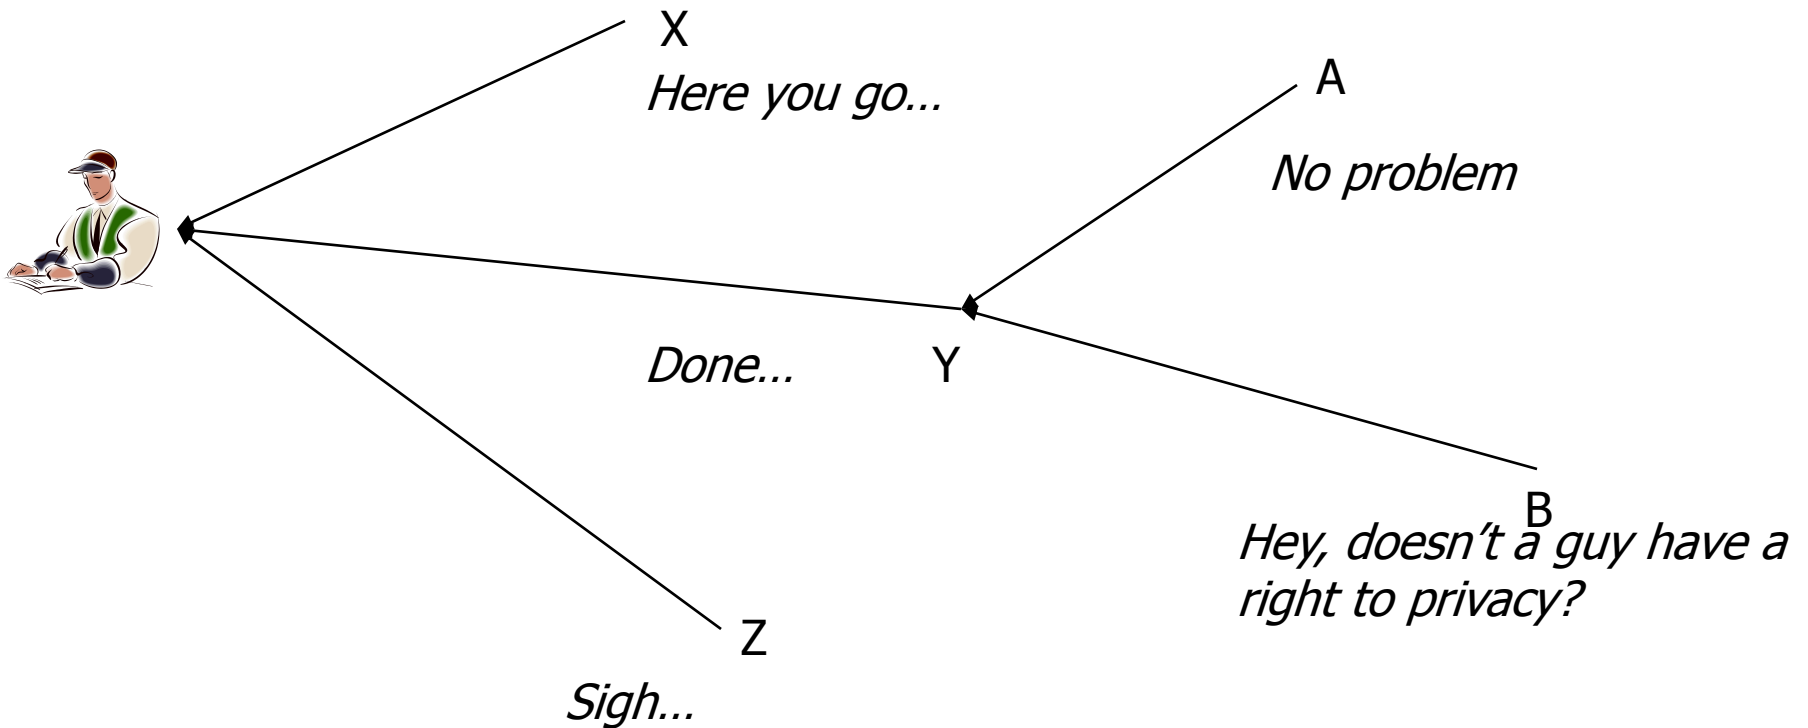 X
Here you go...
A
No problem
Done...
Y
B
Hey, doesn’t a guy have a
right to privacy?
Z
Sigh...